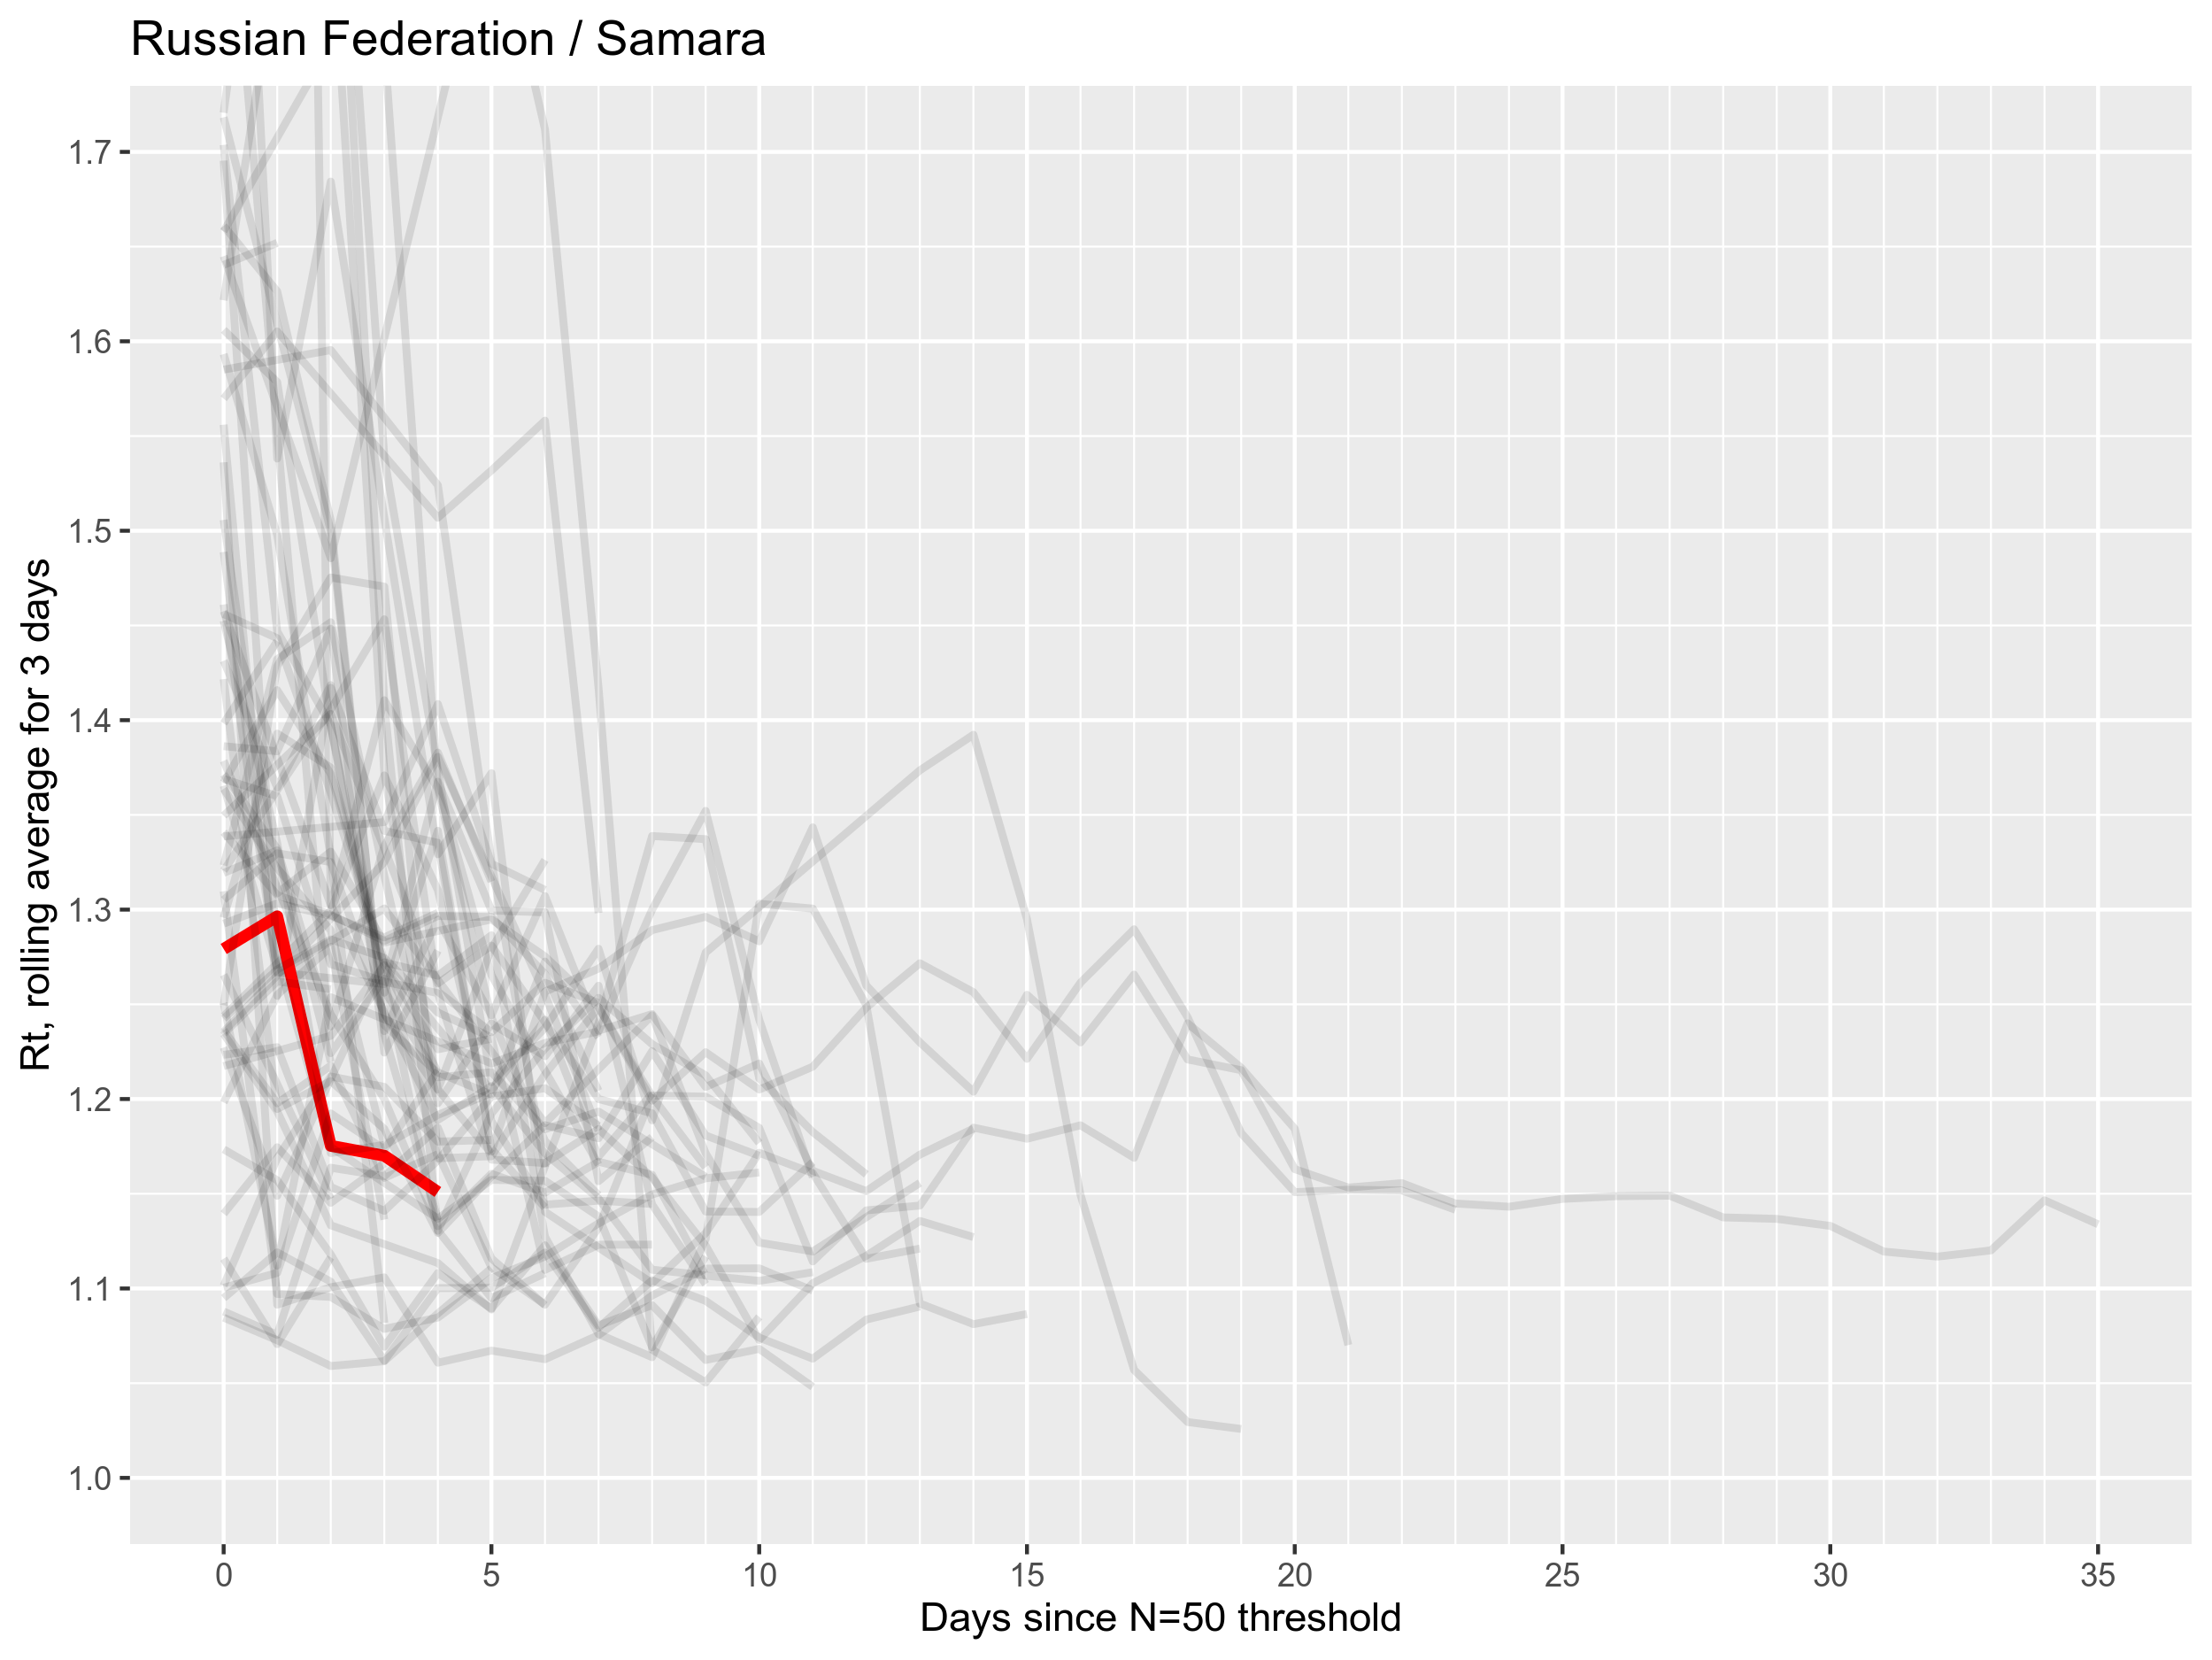 Russian Federation / Samara
Rt, rolling average for 3 days
1.7
1.6
1.5
1.4
1.3
1.2
1.1
1.0
0 5 10 15 20 25 30 35
Days since N=50 threshold